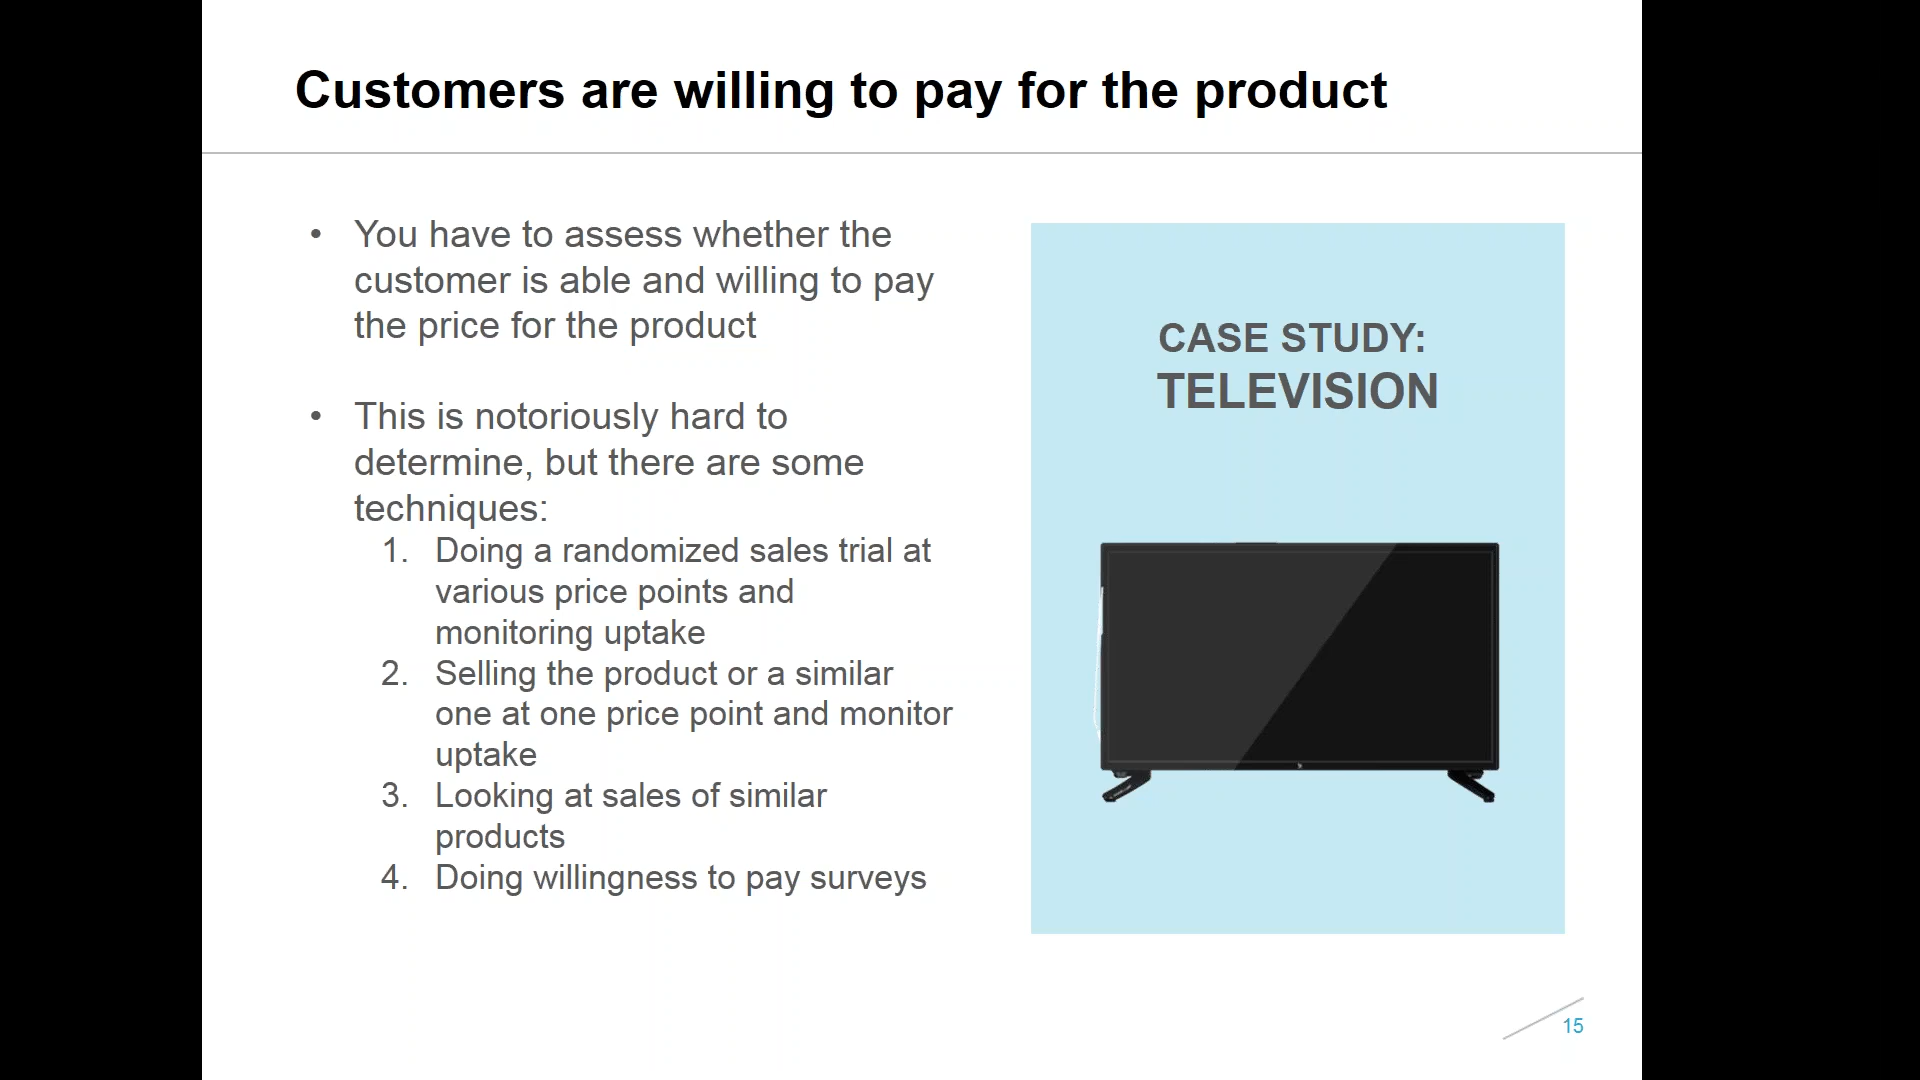 Customers are willing to pay for the product
• You have to assess whether the
customer is able and willing to pay
the price for the product
• This is notoriously hard to
determine, but there are some
techniques:
1. Doing a randomized sales trial at
various price points and
monitoring uptake
2. Selling the product or a similar
one at one price point and monitor
uptake
3. Looking at sales of similar
products
4. Doing willingness to pay surveys
CASE STUDY:
TELEVISION
15